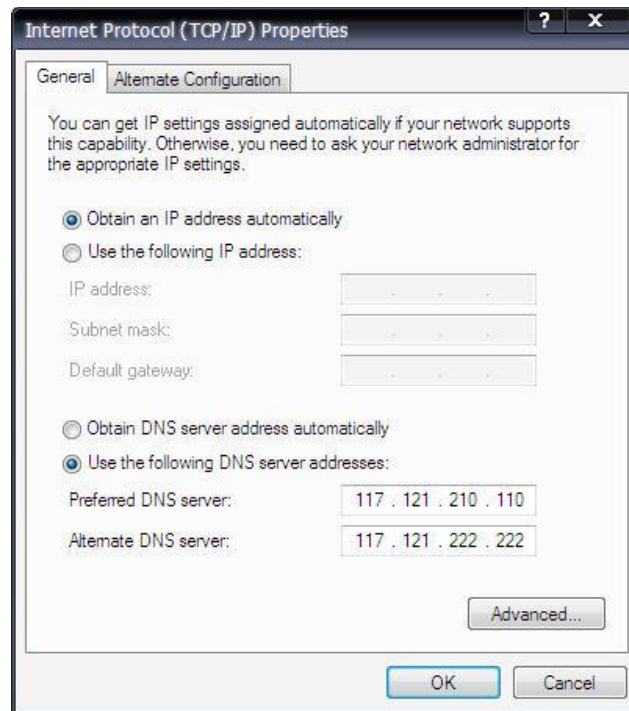 Internet Protocol (TCP/IP) Properties
? X
General Alternate Configuration
You can get IP settings assigned automatically if your network supports
this capability. Otherwise, you need to ask your network administrator for
the appropriate IP settings.
Obtain an IP address automatically
Use the following IP address:
IP address: . . .
Subnet mask: . . .
Default gateway: . . .
Obtain DNS server address automatically
Use the following DNS server addresses:
Preferred DNS server: 117 . 121 . 210 . 110
Alternate DNS server: 117 . 121 . 222 . 222
Advanced...
OK Cancel